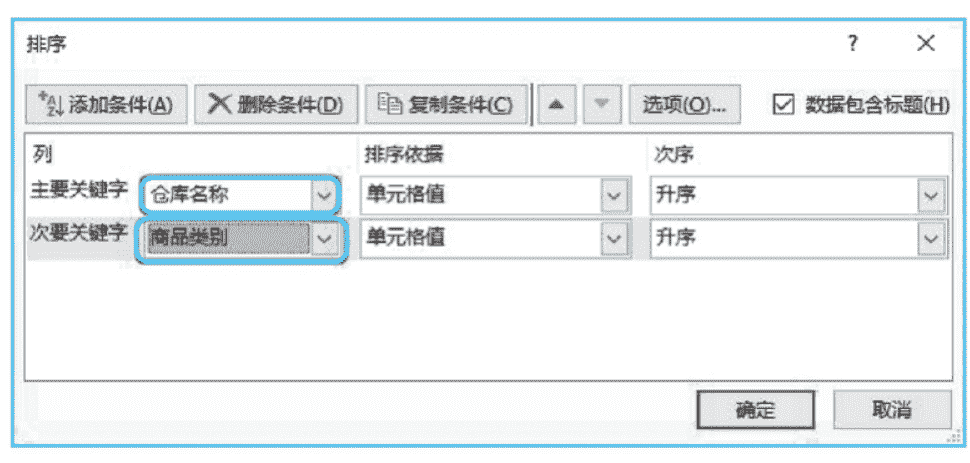 排序 ?
添加条件(A) 删除条件(D) 复制条件(C) 选项(O)... 数据包含标题(H)
列 排序依据 次序
主要关键字 仓库名称 单元格值 升序
次要关键字 商品类别 单元格值 升序
确定 取消